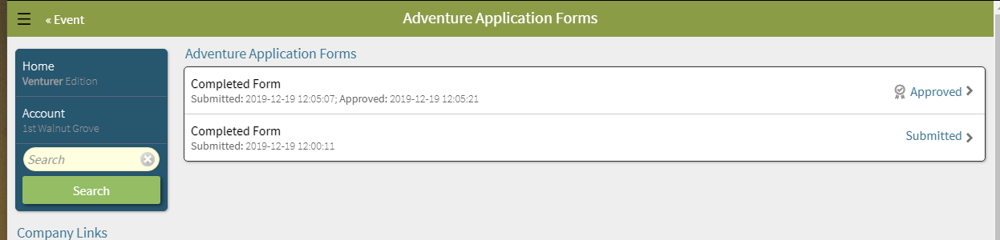 ☰ « Event
Adventure Application Forms
Home
Venturer Edition
Account
1st Walnut Grove
Search
Search
Company Links
Adventure Application Forms
Completed Form
Submitted: 2019-12-19 12:05:07; Approved: 2019-12-19 12:05:21
Approved
Completed Form
Submitted: 2019-12-19 12:00:11
Submitted